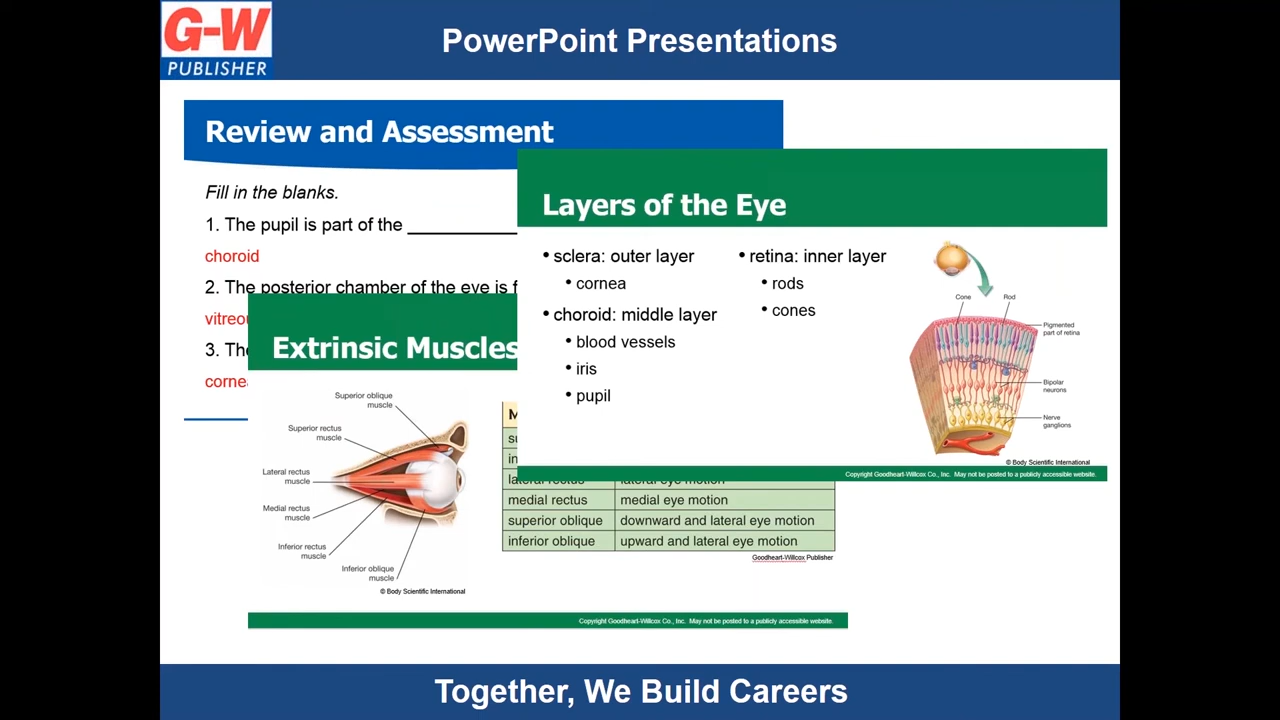 G-W
PUBLISHER
PowerPoint Presentations
Review and Assessment
Fill in the blanks.
1. The pupil is part of the ___________
choroid
2. The posterior chamber of the eye is
3.
Layers of the Eye
• sclera: outer layer
• cornea
• choroid: middle layer
• blood vessels
• iris
• pupil
• retina: inner layer
• rods
• cones
Cone
Rod
Pigmented
part of retina
Bipolar
neurons
Nerve
ganglions
© Body Scientific International
Copyright Goodheart-Willcox Co., Inc. May not be posted to a publicly accessible website.
Extrinsic Muscles
Superior oblique
muscle
Superior rectus
muscle
Lateral rectus
muscle
Medial rectus
muscle
Inferior rectus
muscle
Inferior oblique
muscle
© Body Scientific International
lateral rectus lateral eye motion
medial rectus medial eye motion
superior oblique downward and lateral eye motion
inferior oblique upward and lateral eye motion
Goodheart-Willcox Publisher
Copyright Goodheart-Willcox Co., Inc. May not be posted to a publicly accessible website.
Together, We Build Careers